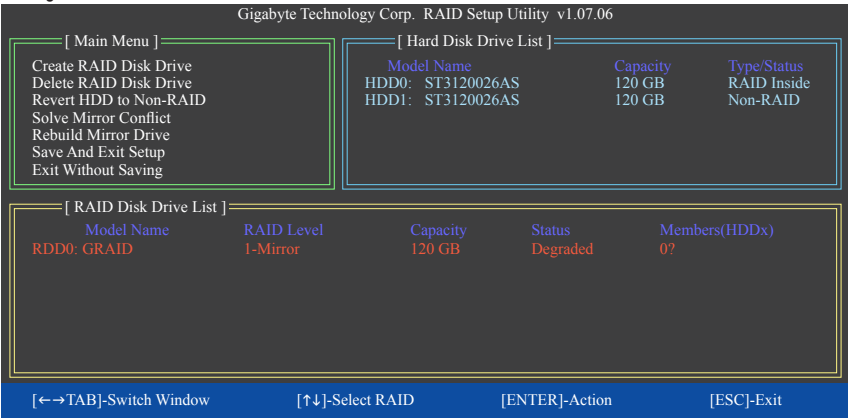 Gigabyte Technology Corp. RAID Setup Utility v1.07.06
[ Main Menu ]
Create RAID Disk Drive
Delete RAID Disk Drive
Revert HDD to Non-RAID
Solve Mirror Conflict
Rebuild Mirror Drive
Save And Exit Setup
Exit Without Saving
[ Hard Disk Drive List ]
Model Name Capacity Type/Status
HDD0: ST3120026AS 120 GB RAID Inside
HDD1: ST3120026AS 120 GB Non-RAID
[ RAID Disk Drive List ]
Model Name RAID Level Capacity Status Members(HDDx)
RDD0: GRAID 1-Mirror 120 GB Degraded 0?
[←→TAB]-Switch Window [↑↓]-Select RAID [ENTER]-Action [ESC]-Exit